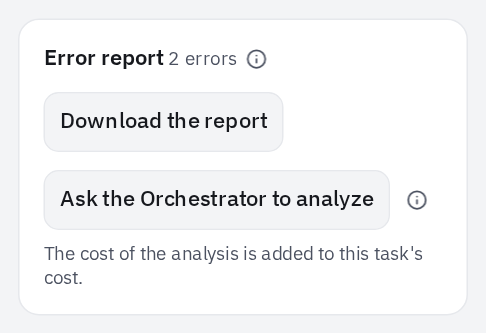 Error report 2 errors
Download the report
Ask the Orchestrator to analyze
The cost of the analysis is added to this task's
cost.